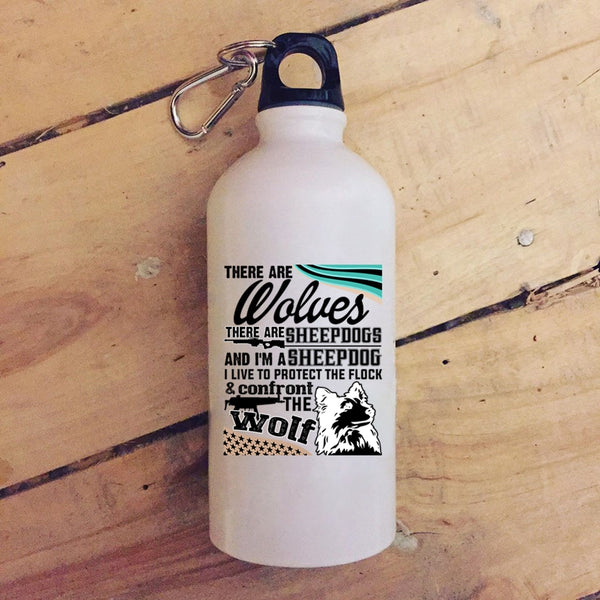 THERE ARE
Wolves
THERE ARE SHEEPDOGS
AND I'M A SHEEPDOG
I LIVE TO PROTECT THE FLOCK
& confront
THE
Wolf